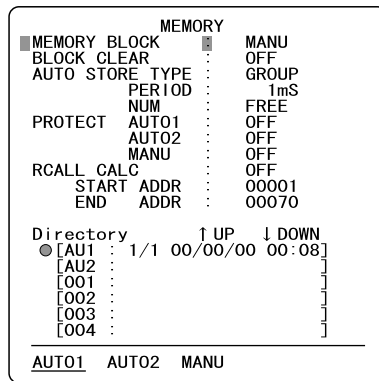 MEMORY
MEMORY BLOCK : MANU
BLOCK CLEAR : OFF
AUTO STORE TYPE : GROUP
PERIOD : 1mS
NUM : FREE
PROTECT AUTO1 : OFF
AUTO2 : OFF
MANU : OFF
RCALL CALC : OFF
START ADDR : 00001
END ADDR : 00070
Directory ↑UP ↓DOWN
[AU1 : 1/1 00/00/00 00:08]
[AU2 : ]
[001 : ]
[002 : ]
[003 : ]
[004 : ]
AUTO1 AUTO2 MANU